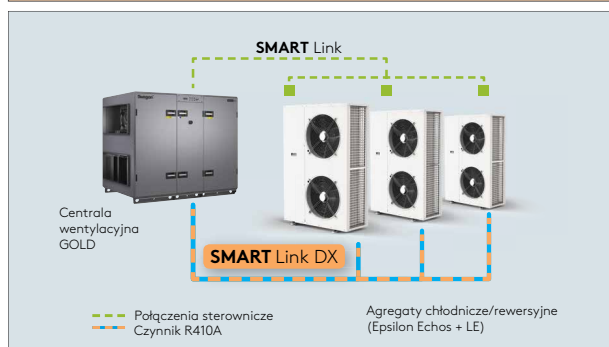 SMART Link
Centrala
wentylacyjna
GOLD
SMART Link DX
Połączenia sterownicze
Czynnik R410A
Agregaty chłodnicze/rewersyjne
(Epsilon Echos + LE)